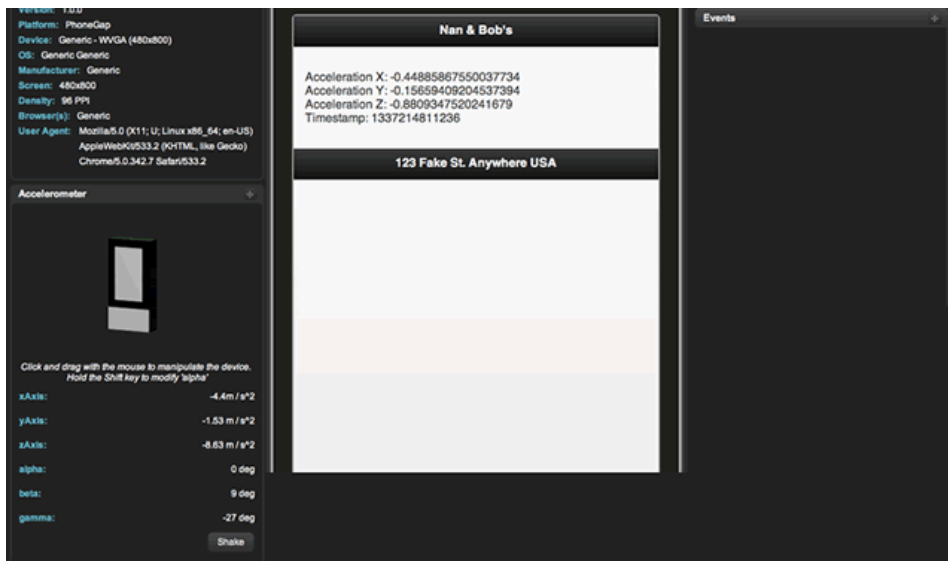 Version: 1.0.0
Platform: PhoneGap
Device: Generic - WVGA (480x800)
OS: Generic Generic
Manufacturer: Generic
Screen: 480x800
Density: 96 PPI
Browser(s): Generic
User Agent: Mozilla/5.0 (X11; U; Linux x86_64; en-US)
AppleWebKit/533.2 (KHTML, like Gecko)
Chrome/5.0.342.7 Safari/533.2
Accelerometer
Click and drag with the mouse to manipulate the device.
Hold the Shift key to modify 'alpha'
xAxis: -4.4m / s^2
yAxis: -1.53 m / s^2
zAxis: -8.63 m / s^2
alpha: 0 deg
beta: 9 deg
gamma: -27 deg
Shake
Nan & Bob's
Acceleration X: -0.44885867550037734
Acceleration Y: -0.15659409204537394
Acceleration Z: -0.8809347520241679
Timestamp: 1337214811236
123 Fake St. Anywhere USA
Events